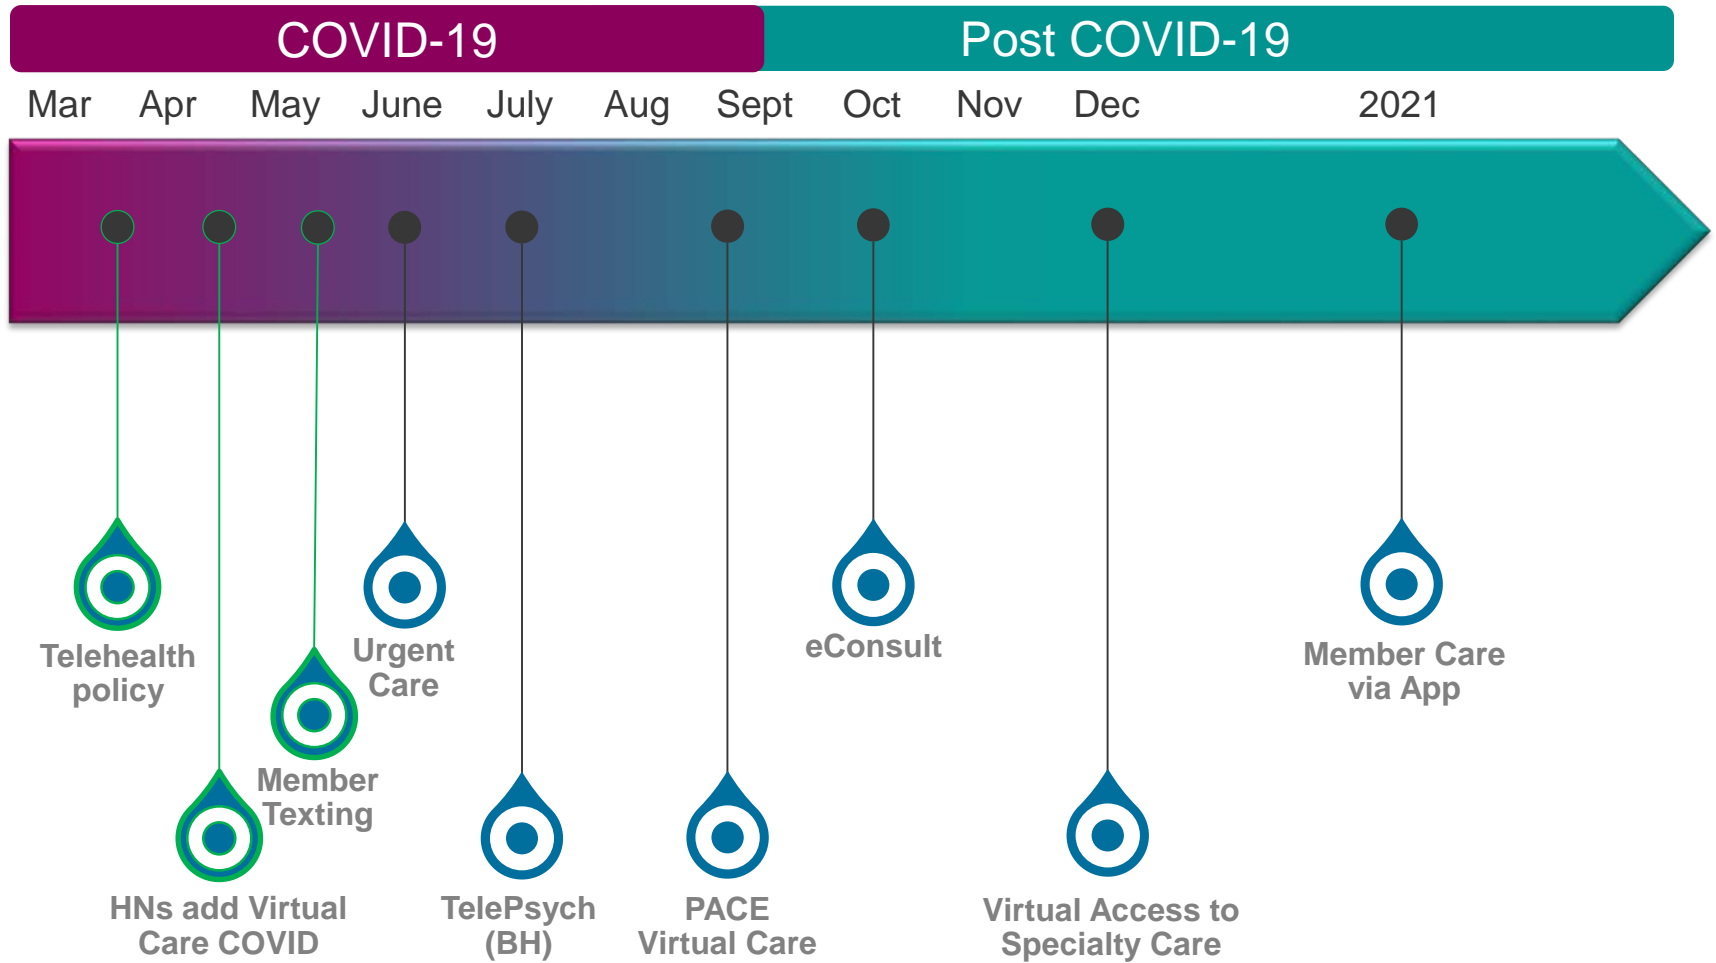 COVID-19
Post COVID-19
Mar Apr May June July Aug Sept Oct Nov Dec 2021
Telehealth
policy
HNs add Virtual
Care COVID
Member
Texting
Urgent
Care
TelePsych
(BH)
PACE
Virtual Care
eConsult
Virtual Access to
Specialty Care
Member Care
via App